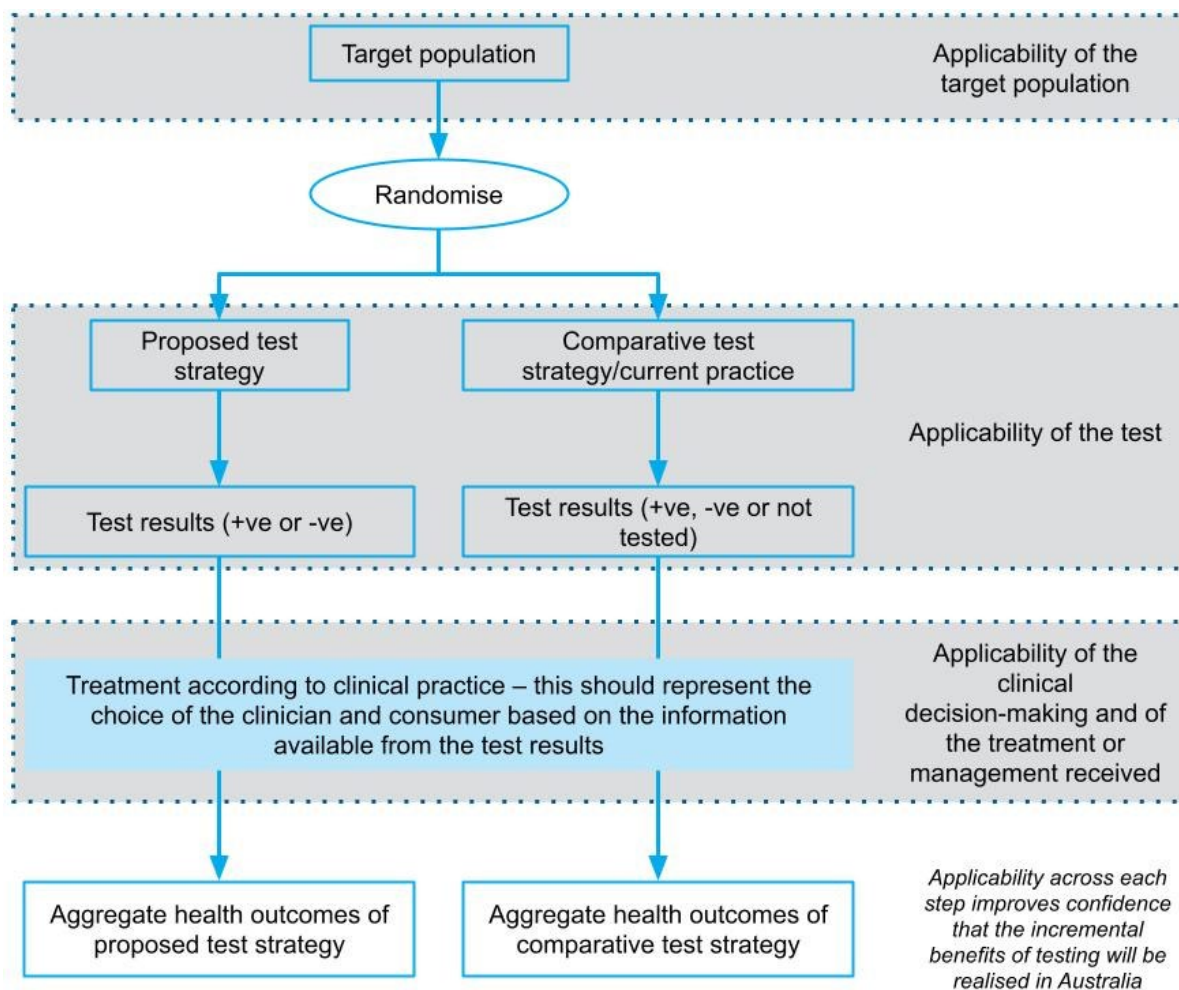 Target population
Applicability of the
target population
Randomise
Proposed test
strategy
Comparative test
strategy/current practice
Applicability of the test
Test results (+ve or -ve)
Test results (+ve, -ve or not
tested)
Treatment according to clinical practice – this should represent the
choice of the clinician and consumer based on the information
available from the test results
Applicability of the
clinical
decision-making and of
the treatment or
management received
Aggregate health outcomes of
proposed test strategy
Aggregate health outcomes of
comparative test strategy
Applicability across each
step improves confidence
that the incremental
benefits of testing will be
realised in Australia